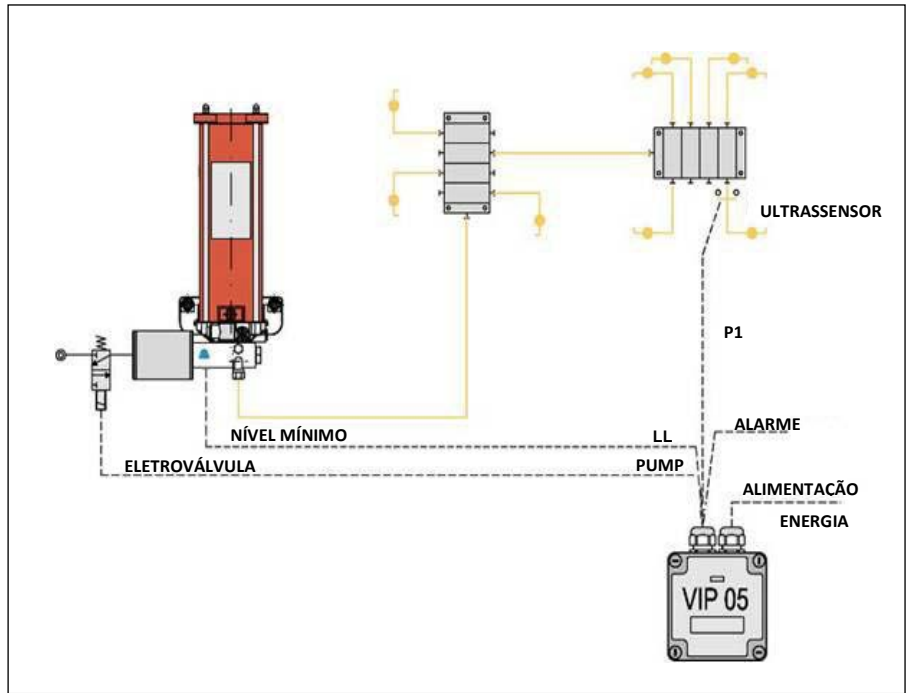 ULTRASSENSOR
P1
NÍVEL MÍNIMO
LL
ALARME
ELETROVÁLVULA
PUMP
ALIMENTAÇÃO
ENERGIA
VIP 05